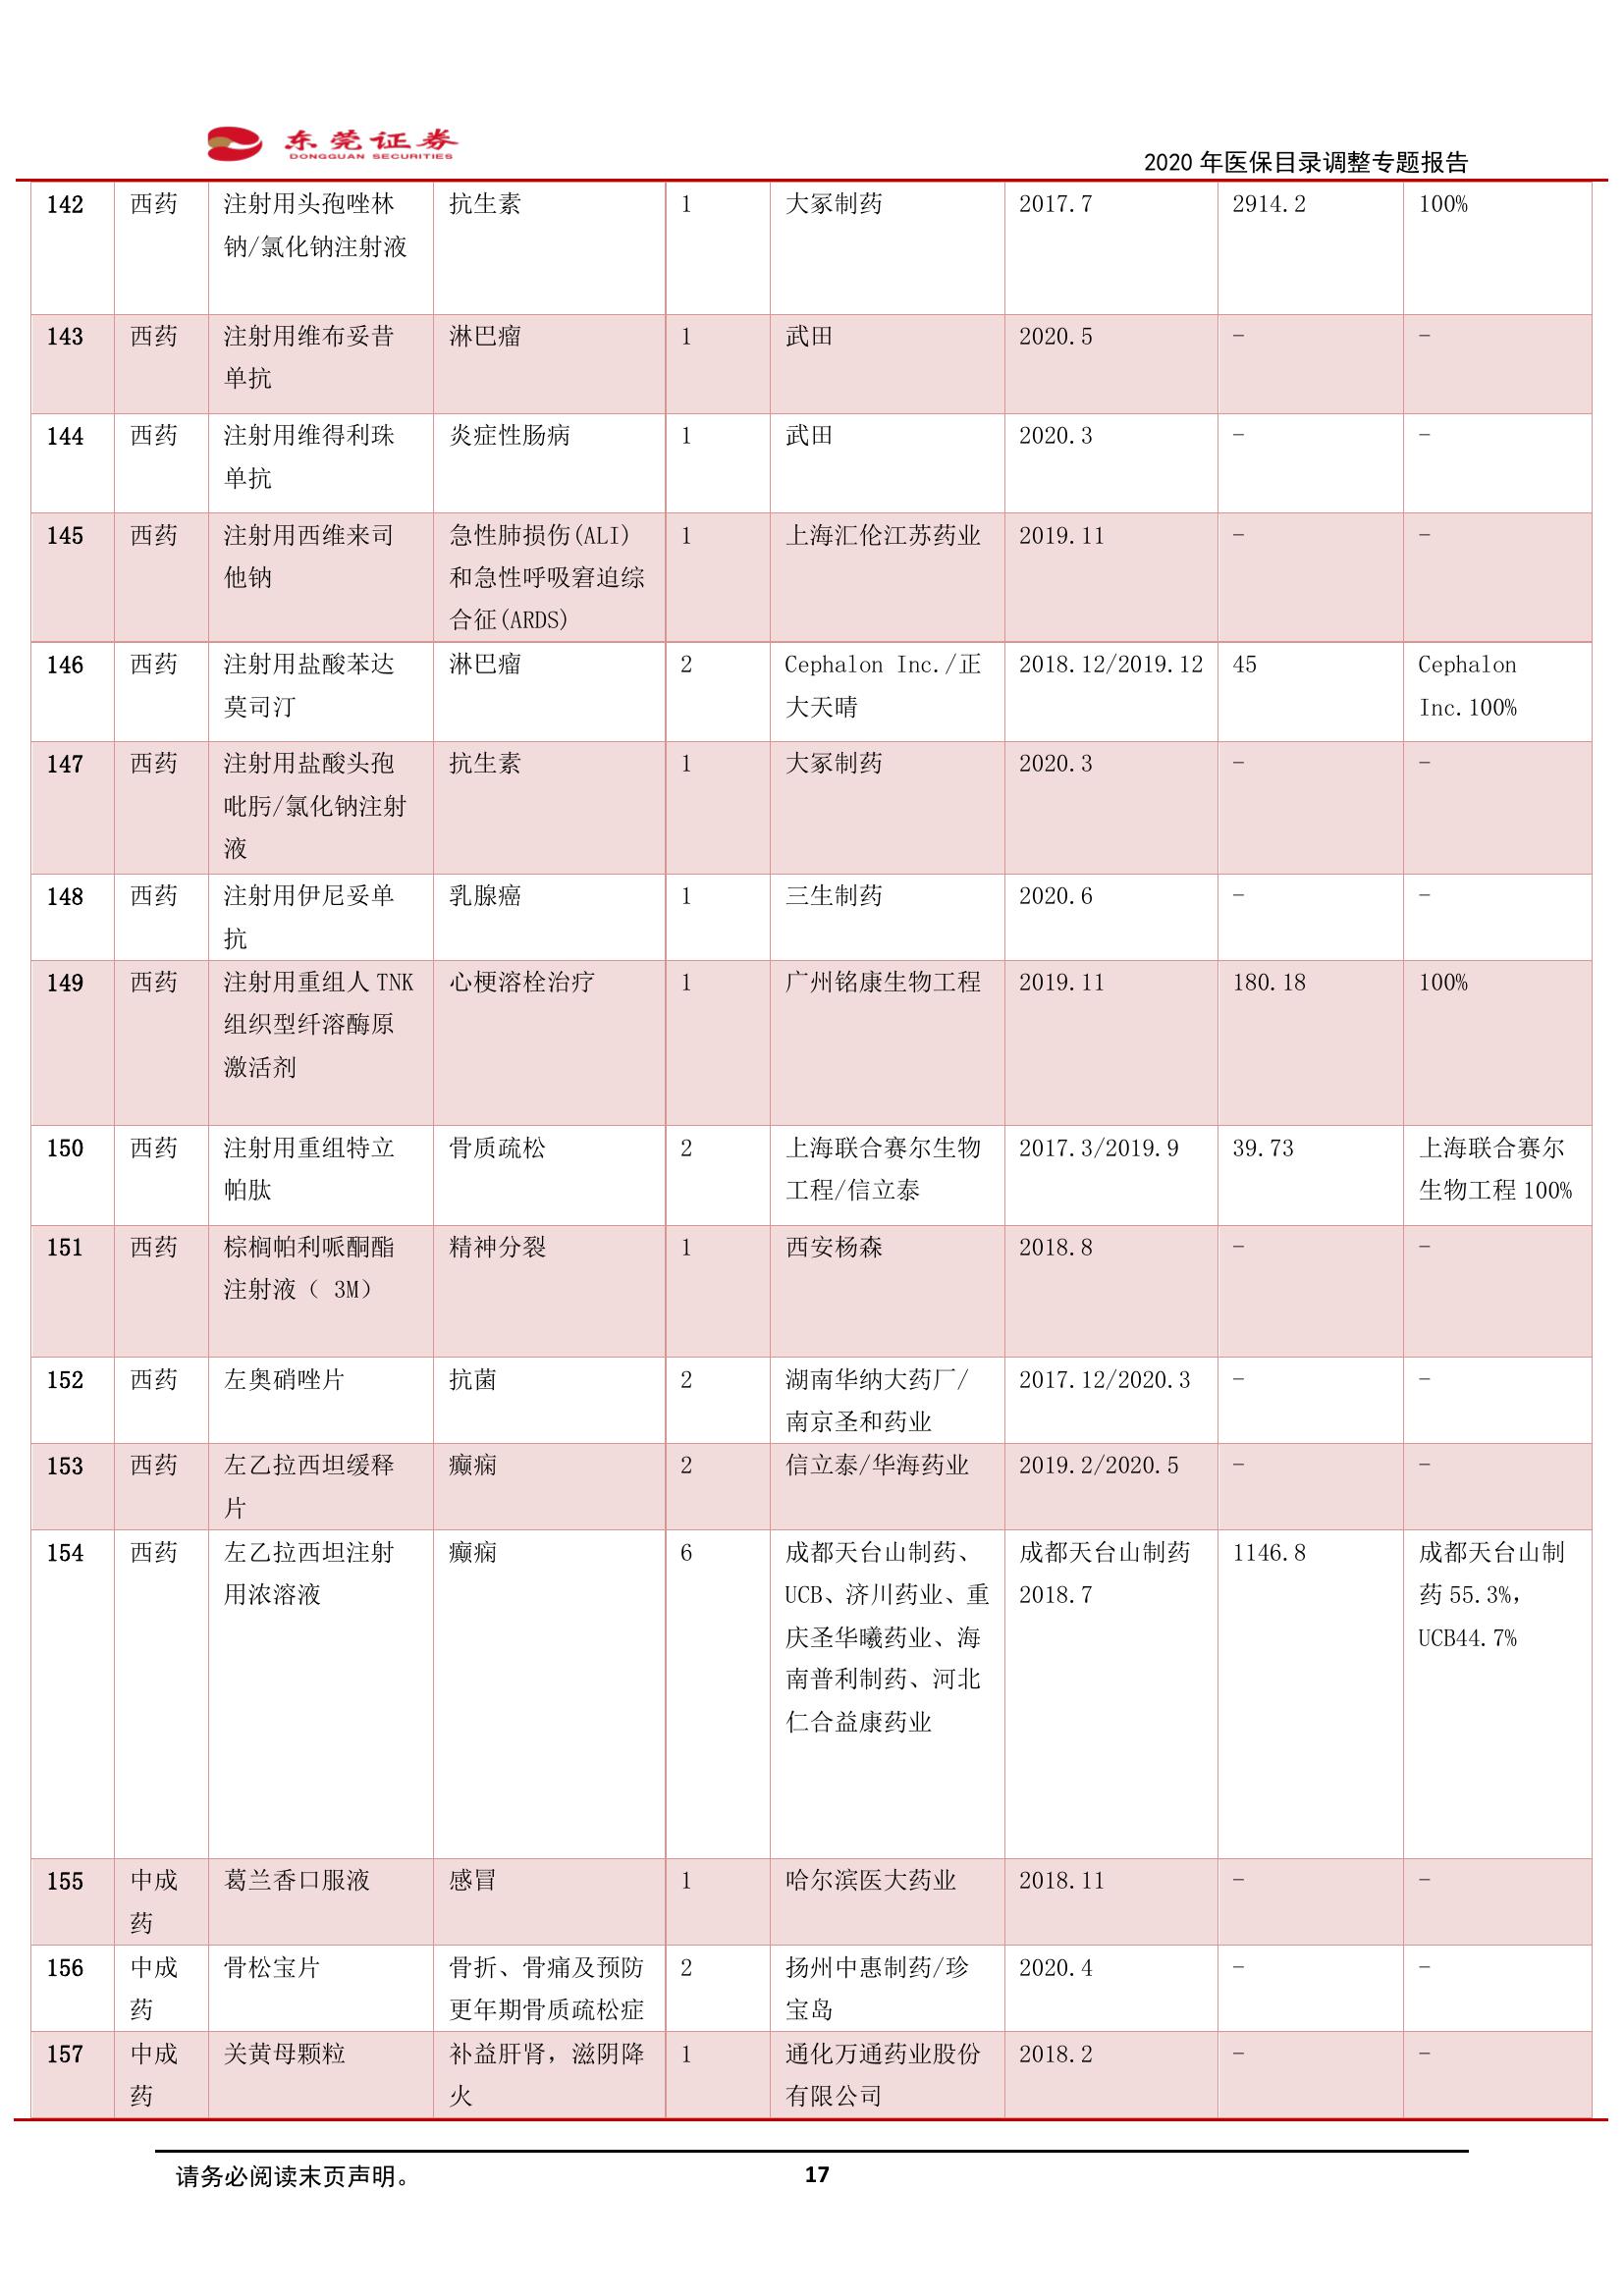 东莞证券
DONGGUAN SECURITIES
2020 年医保目录调整专题报告
142 西药 注射用头孢唑林 抗生素 1 大冢制药 2017.7 2914.2 100%
钠/氯化钠注射液
143 西药 注射用维布妥昔 淋巴瘤 1 武田 2020.5 - -
单抗
144 西药 注射用维得利珠 炎症性肠病 1 武田 2020.3 - -
单抗
145 西药 注射用西维来司 急性肺损伤(ALI) 1 上海汇伦江苏药业 2019.11 - -
他钠 和急性呼吸窘迫综
合征(ARDS)
146 西药 注射用盐酸苯达 淋巴瘤 2 Cephalon Inc./正 2018.12/2019.12 45 Cephalon
莫司汀 大天晴 Inc.100%
147 西药 注射用盐酸头孢 抗生素 1 大冢制药 2020.3 - -
吡肟/氯化钠注射
液
148 西药 注射用伊尼妥单 乳腺癌 1 三生制药 2020.6 - -
抗
149 西药 注射用重组人 TNK 心梗溶栓治疗 1 广州铭康生物工程 2019.11 180.18 100%
组织型纤溶酶原
激活剂
150 西药 注射用重组特立 骨质疏松 2 上海联合赛尔生物 2017.3/2019.9 39.73 上海联合赛尔
帕肽 工程/信立泰 生物工程 100%
151 西药 棕榈帕利哌酮酯 精神分裂 1 西安杨森 2018.8 - -
注射液（ 3M）
152 西药 左奥硝唑片 抗菌 2 湖南华纳大药厂/ 2017.12/2020.3 - -
南京圣和药业
153 西药 左乙拉西坦缓释 癫痫 2 信立泰/华海药业 2019.2/2020.5 - -
片
154 西药 左乙拉西坦注射 癫痫 6 成都天台山制药、 成都天台山制药 1146.8 成都天台山制
用浓溶液 UCB、济川药业、重 2018.7 药 55.3%，
庆圣华曦药业、海 UCB44.7%
南普利制药、河北
仁合益康药业
155 中成 葛兰香口服液 感冒 1 哈尔滨医大药业 2018.11 - -
药
156 中成 骨松宝片 骨折、骨痛及预防 2 扬州中惠制药/珍 2020.4 - -
药 更年期骨质疏松症 宝岛
157 中成 关黄母颗粒 补益肝肾，滋阴降 1 通化万通药业股份 2018.2 - -
药 火 有限公司
请务必阅读末页声明。 17